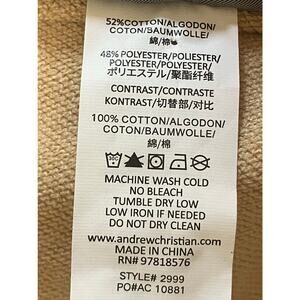 52%COTTON/ALGODON/
COTON/BAUMWOLLE/
綿/棉
48% POLYESTER/POLIESTER/
POLYESTER/POLYESTER/
ポリエステル/聚酯纤维
CONTRAST/CONTRASTE
KONTRAST/切替部/对比
100% COTTON/ALGODON/
COTON/BAUMWOLLE/
綿/棉
MACHINE WASH COLD
NO BLEACH
TUMBLE DRY LOW
LOW IRON IF NEEDED
DO NOT DRY CLEAN
www.andrewchristian.com
MADE IN CHINA
RN# 97818576
STYLE# 2999
PO#AC 10881